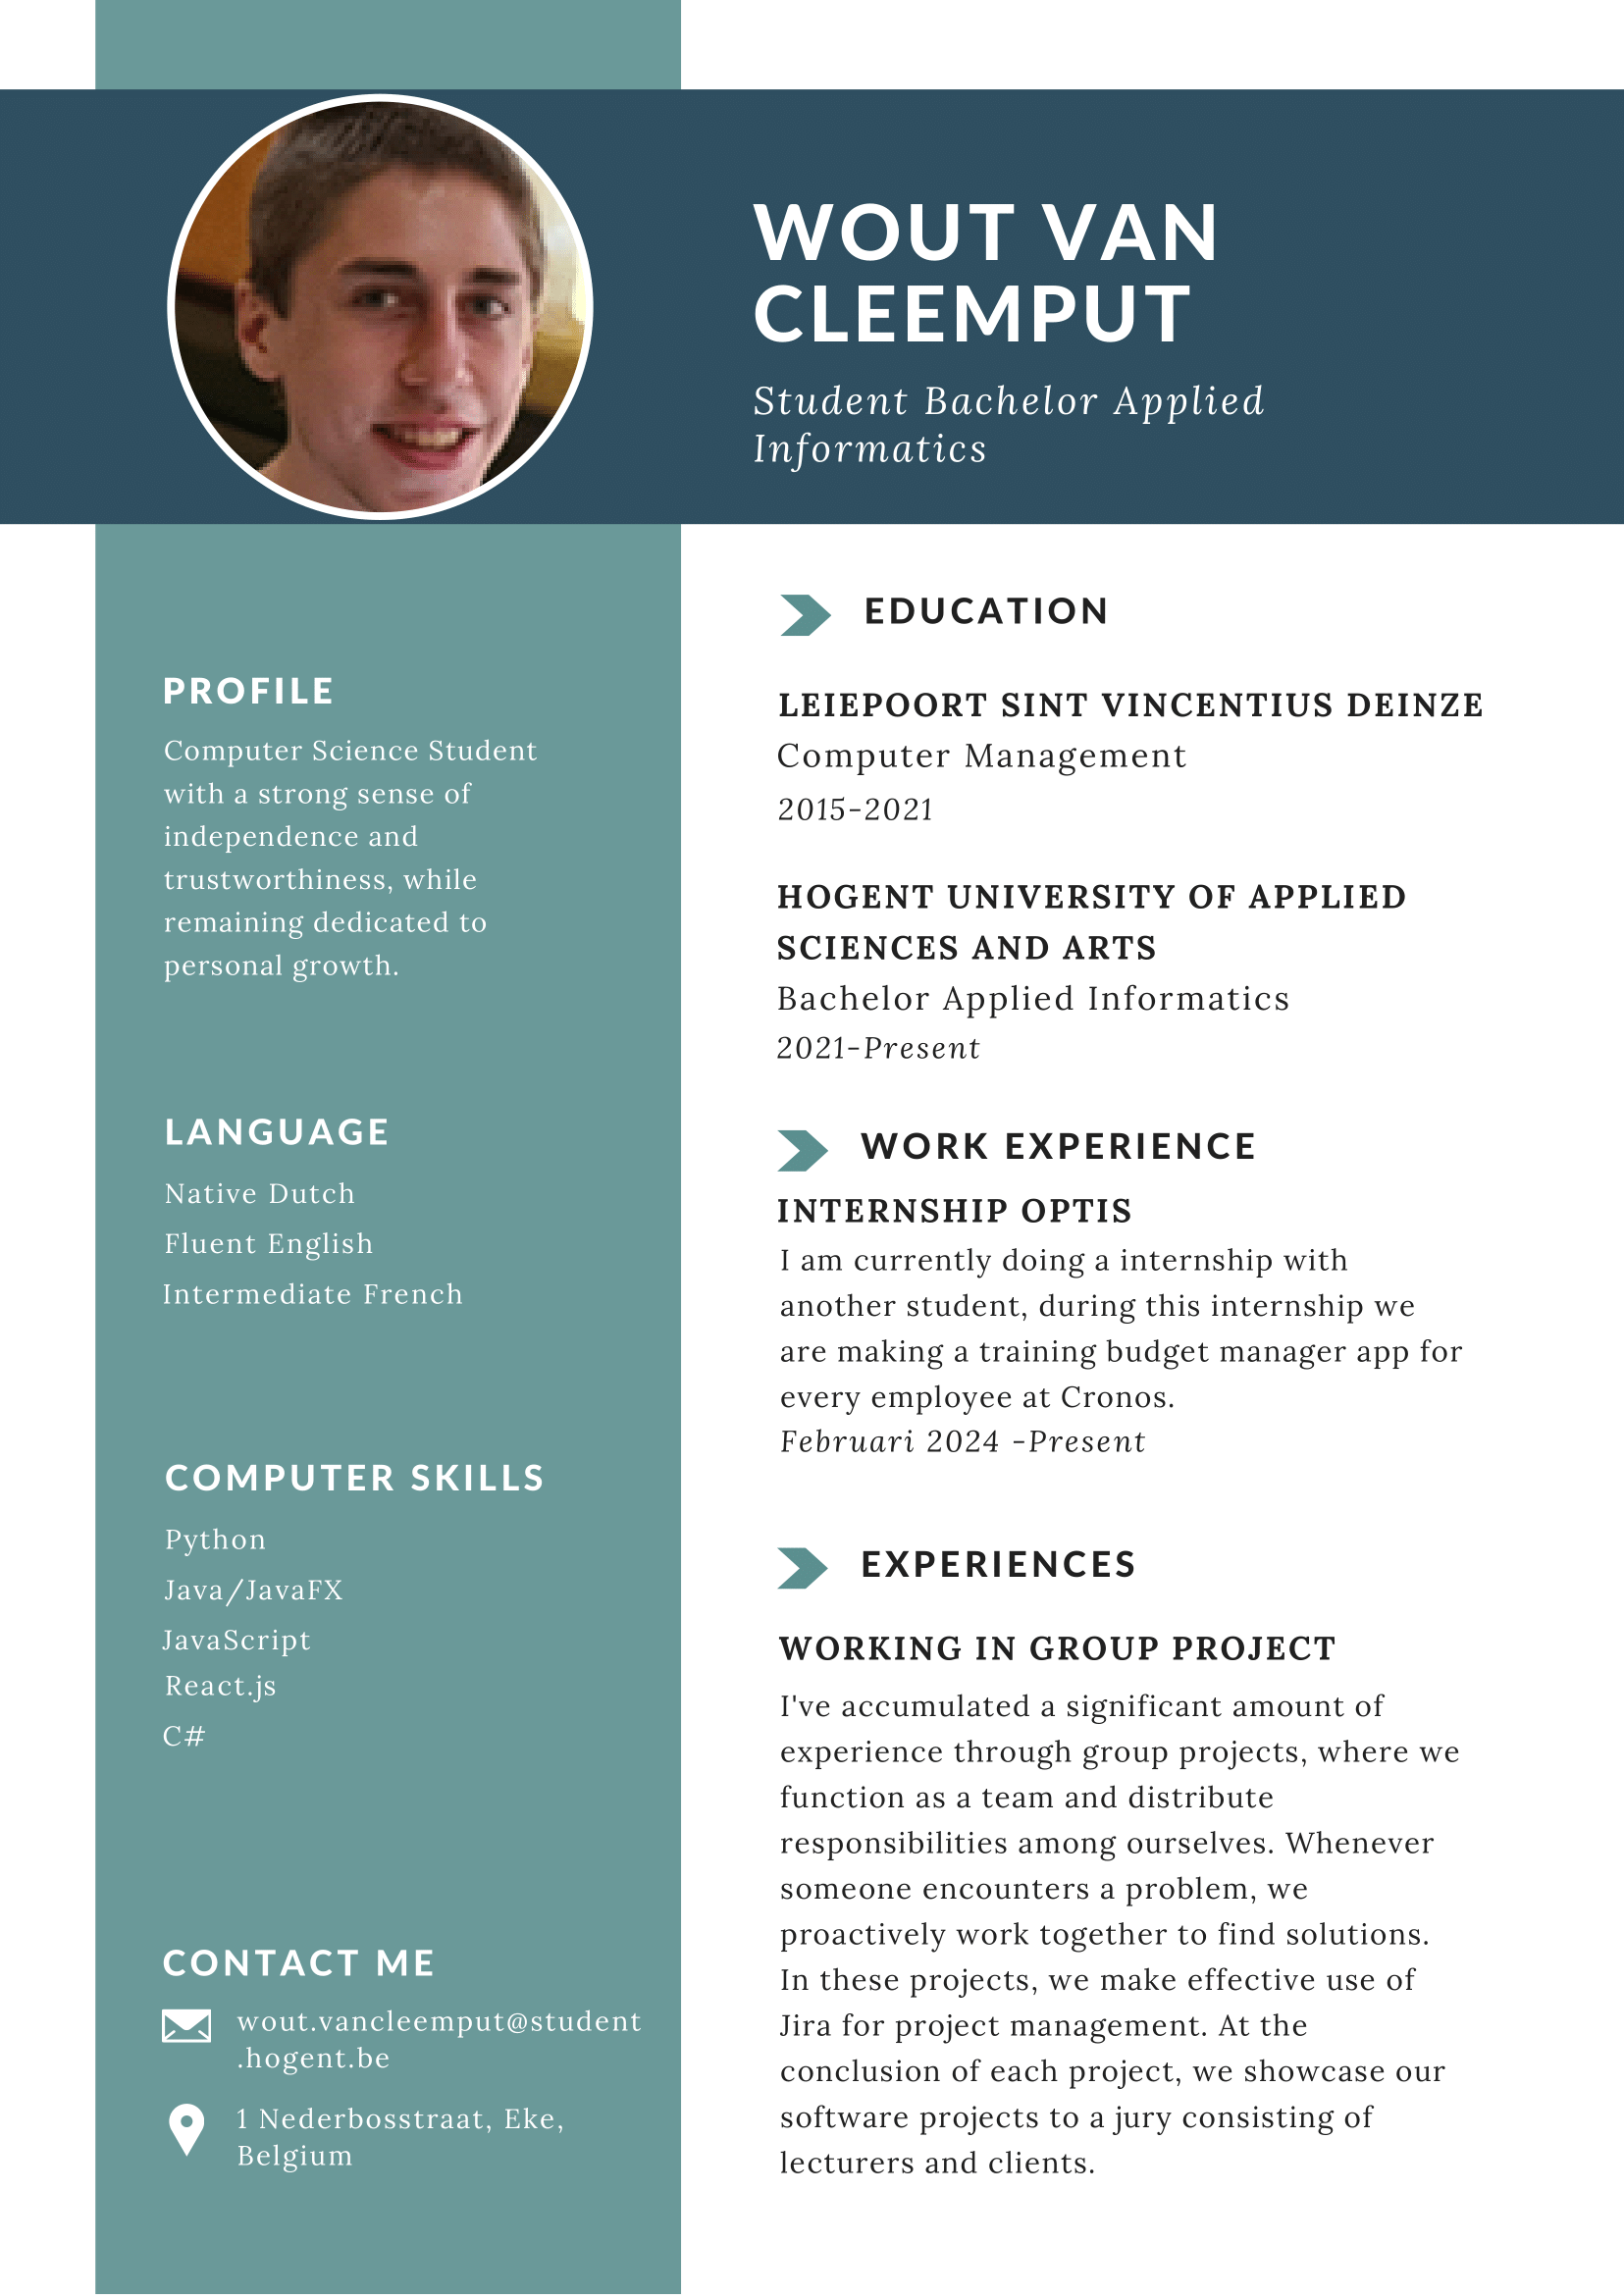 WOUT VAN
CLEEMPUT
Student Bachelor Applied
Informatics
PROFILE
Computer Science Student
with a strong sense of
independence and
trustworthiness, while
remaining dedicated to
personal growth.
LANGUAGE
Native Dutch
Fluent English
Intermediate French
COMPUTER SKILLS
Python
Java/JavaFX
JavaScript
React.js
C#
CONTACT ME
wout.vancleemput@student
.hogent.be
1 Nederbosstraat, Eke,
Belgium
EDUCATION
LEIEPOORT SINT VINCENTIUS DEINZE
Computer Management
2015-2021
HOGENT UNIVERSITY OF APPLIED
SCIENCES AND ARTS
Bachelor Applied Informatics
2021-Present
WORK EXPERIENCE
INTERNSHIP OPTIS
I am currently doing a internship with
another student, during this internship we
are making a training budget manager app for
every employee at Cronos.
Februari 2024 -Present
EXPERIENCES
WORKING IN GROUP PROJECT
I've accumulated a significant amount of
experience through group projects, where we
function as a team and distribute
responsibilities among ourselves. Whenever
someone encounters a problem, we
proactively work together to find solutions.
In these projects, we make effective use of
Jira for project management. At the
conclusion of each project, we showcase our
software projects to a jury consisting of
lecturers and clients.